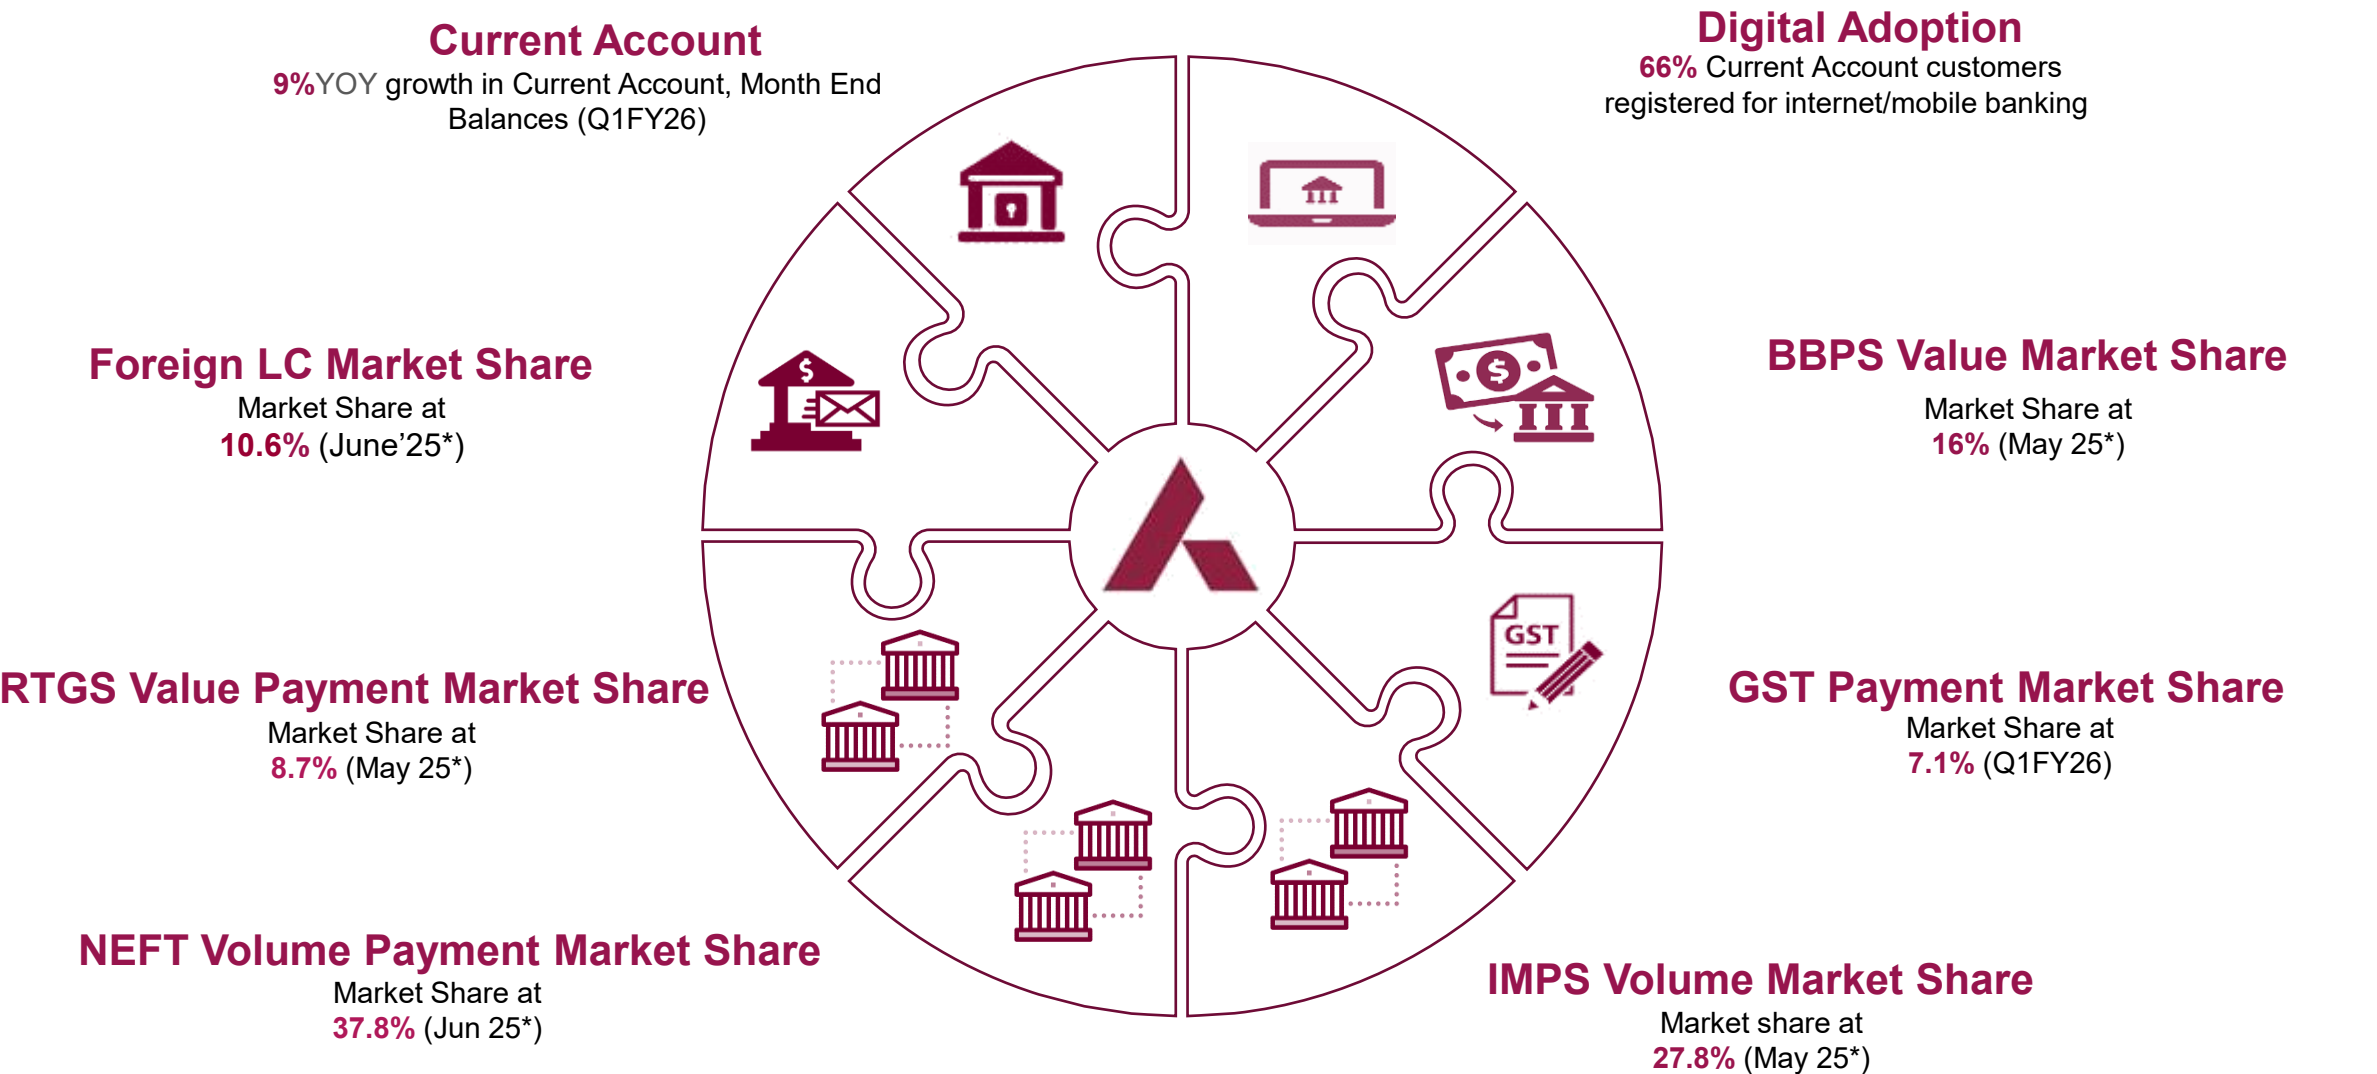 Current Account
9%YOY growth in Current Account, Month End
Balances (Q1FY26)
Digital Adoption
66% Current Account customers
registered for internet/mobile banking
Foreign LC Market Share
Market Share at
10.6% (June’25*)
BBPS Value Market Share
Market Share at
16% (May 25*)
$
$
GST
RTGS Value Payment Market Share
Market Share at
8.7% (May 25*)
GST Payment Market Share
Market Share at
7.1% (Q1FY26)
NEFT Volume Payment Market Share
Market Share at
37.8% (Jun 25*)
IMPS Volume Market Share
Market share at
27.8% (May 25*)